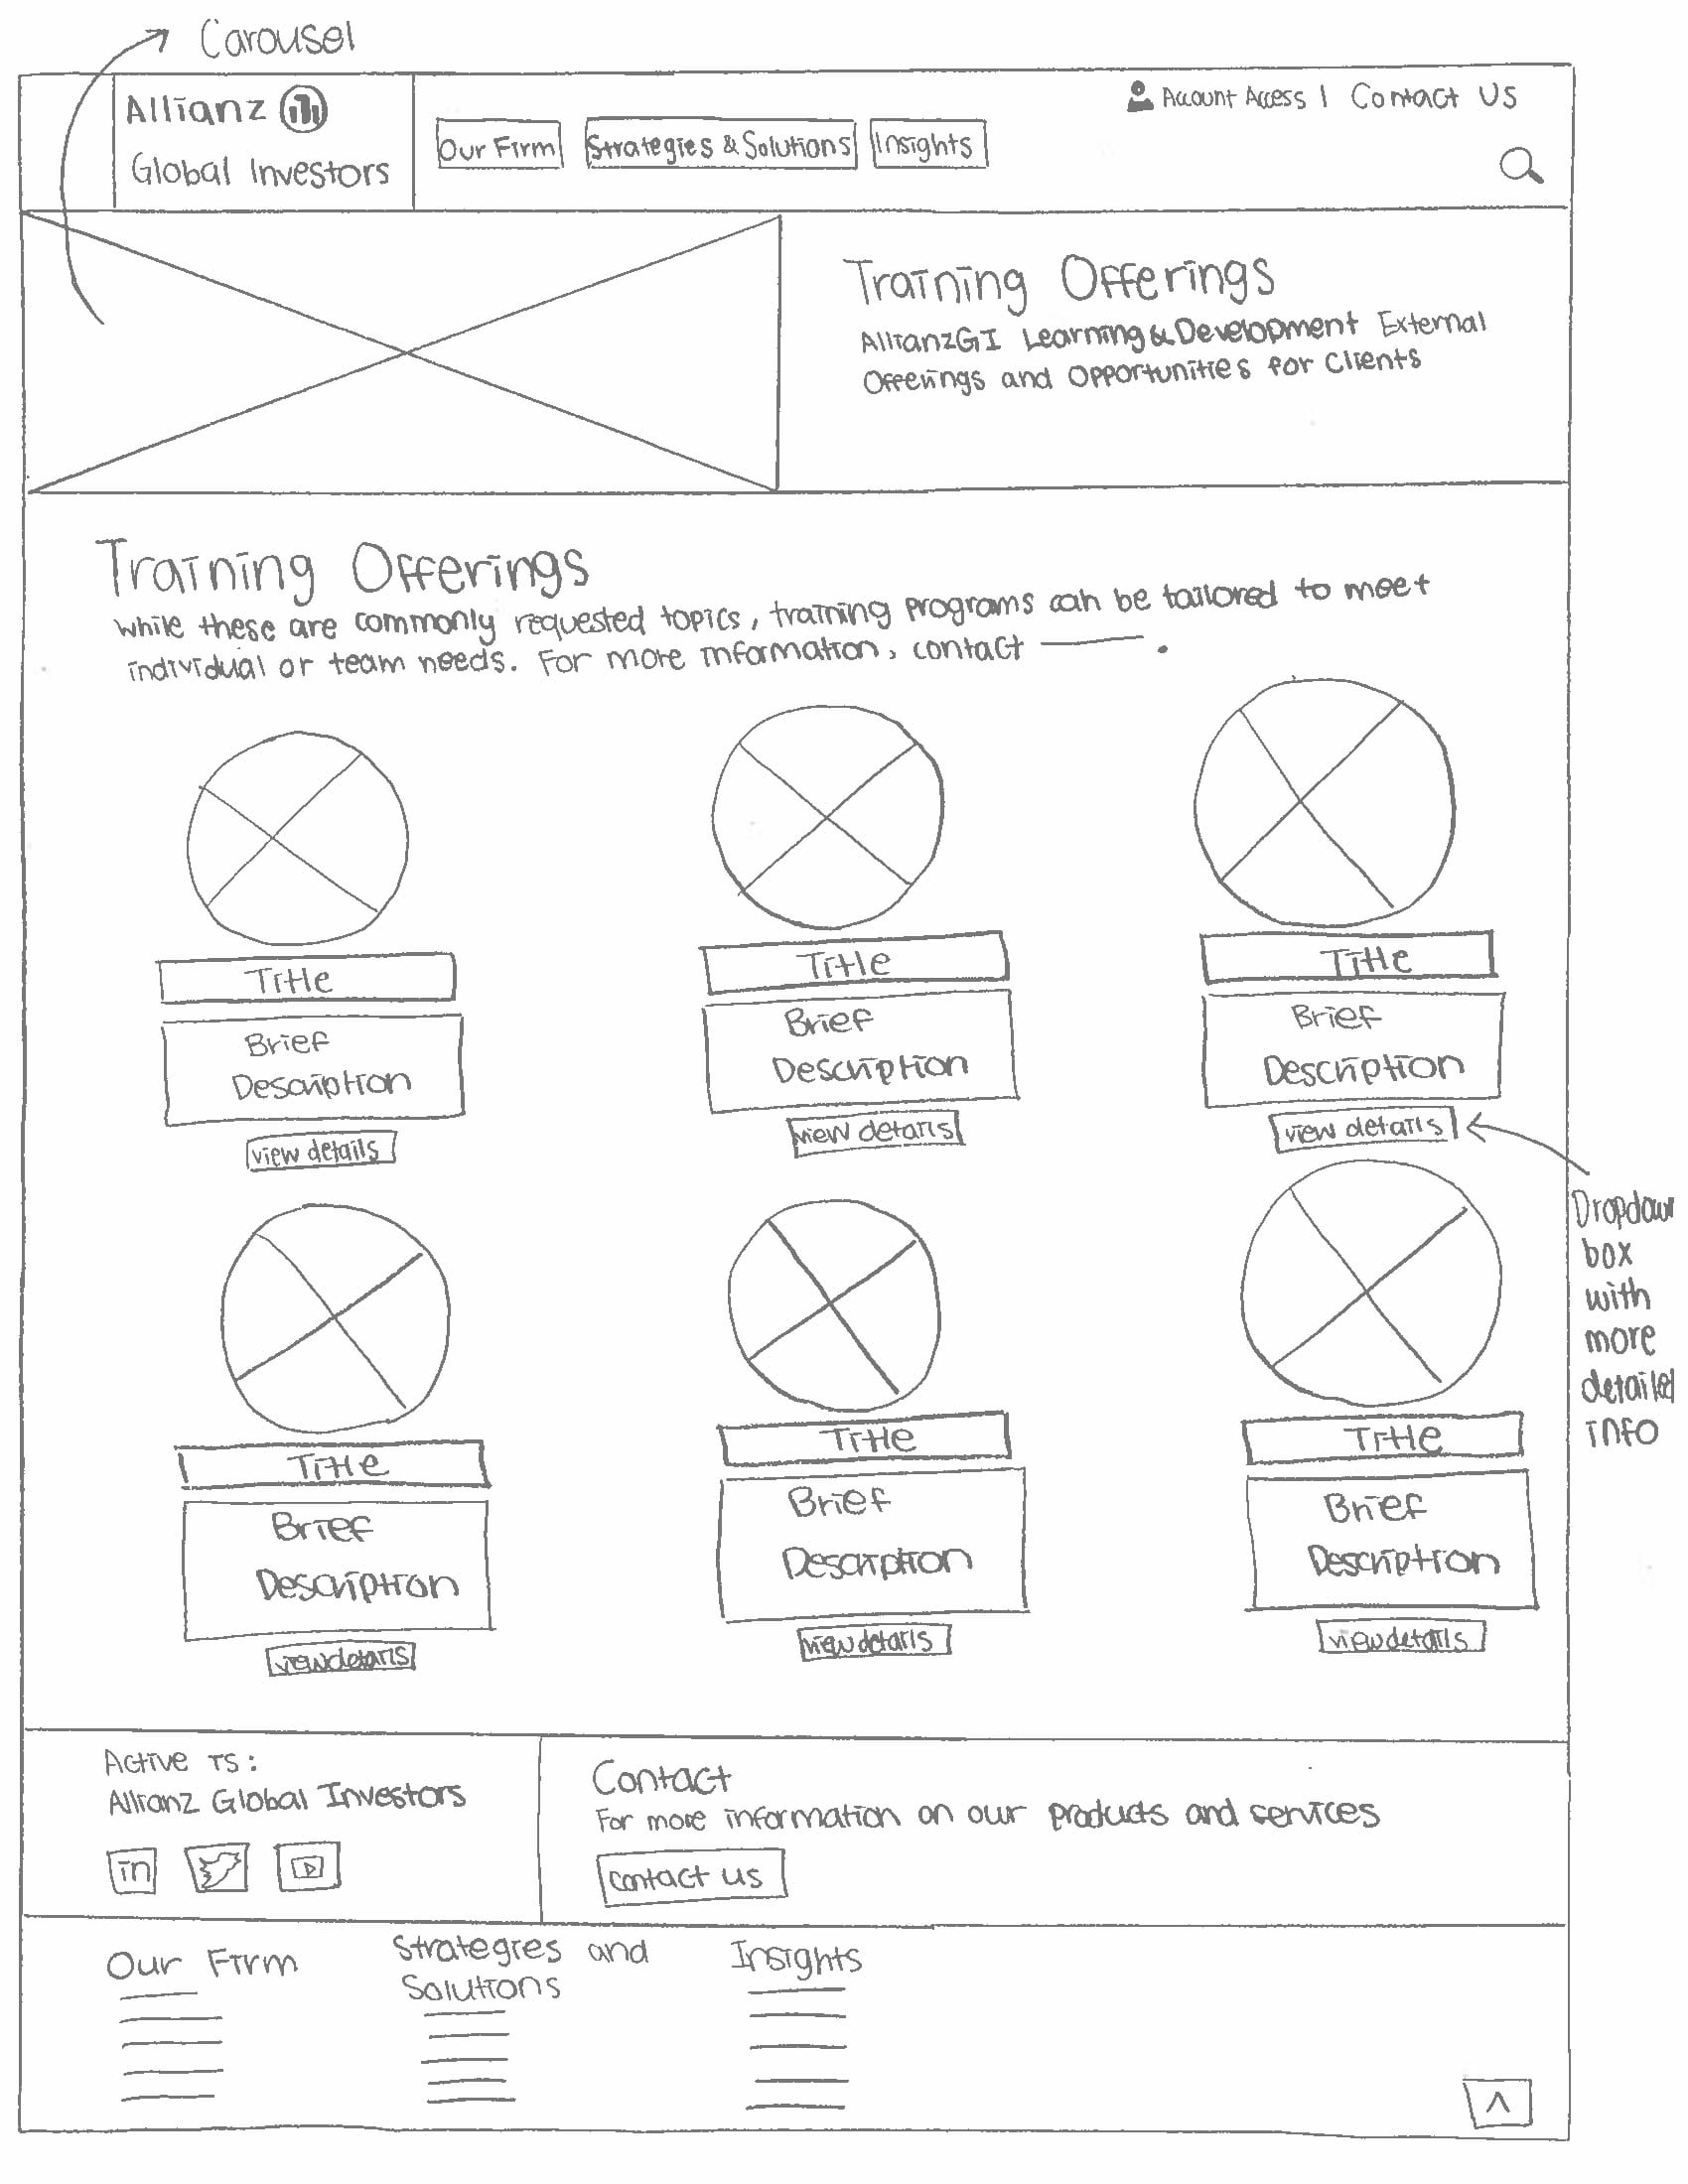 Carousel
Allianz
Global Investors
Our Firm
Strategies & Solutions
Insights
Account Access | Contact Us
Training Offerings
AllianzGI Learning & Development External
Offerings and Opportunities for Clients
Training Offerings
While these are commonly requested topics, training programs can be tailored to meet
individual or team needs. For more information, contact ———.
Title
Title
Title
Brief
Description
Brief
Description
Brief
Description
view details
view details
view details
Dropdown
box
with
more
detailed
info
Title
Title
Title
Brief
Description
Brief
Description
Brief
Description
view details
view details
view details
Active is:
Allianz Global Investors
in
Contact
For more information on our products and services
contact us
Our Firm
Strategies and
Solutions
Insights